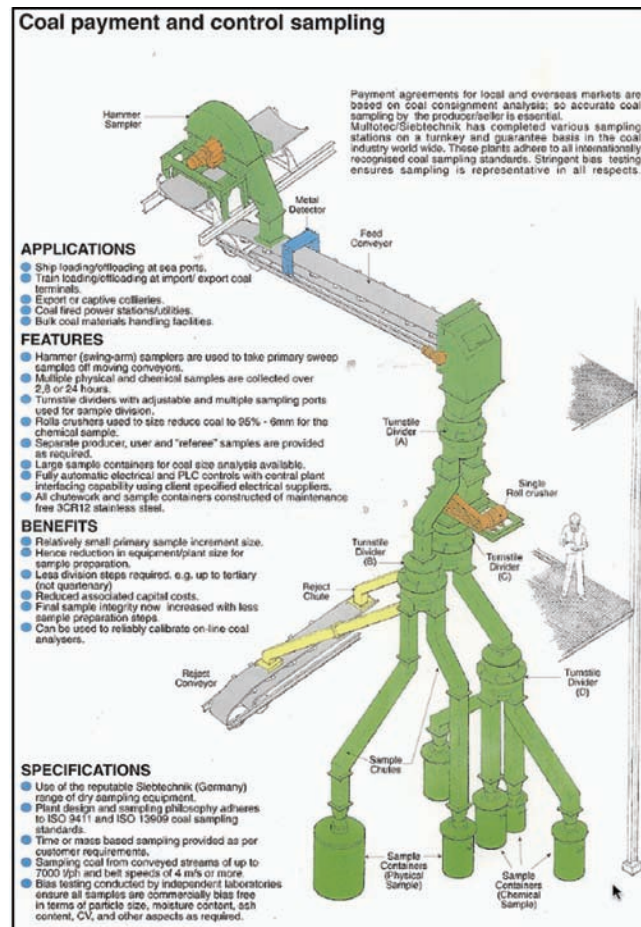 Coal payment and control sampling
Payment agreements for local and overseas markets are
based on coal consignment analysis; so accurate coal
sampling by the producer/seller is essential.
Multotec/Siebtechnik has completed various sampling
stations on a turnkey and guarantee basis in the coal
industry world wide. These plants adhere to all internationally
recognised coal sampling standards. Stringent bias testing
ensures sampling is representative in all respects.
Hammer
Sampler
Metal
Detector
Feed
Conveyor
APPLICATIONS
Ship loading/offloading at sea ports.
Train loading/offloading at import/ export coal
terminals.
Export or captive collieries.
Coal fired power stations/utilities.
Bulk coal materials handling facilities.
FEATURES
Hammer (swing-arm) samplers are used to take primary sweep
samples off moving conveyors.
Multiple physical and chemical samples are collected over
2,8 or 24 hours.
Turnstile dividers with adjustable and multiple sampling ports
used for sample division.
Rolls crushers used to size reduce coal to 95% - 6mm for the
chemical sample.
Separate producer, user and "referee" samples are provided
as required.
Large sample containers for coal size analysis available.
Fully automatic electrical and PLC controls with central plant
interfacing capability using client specified electrical suppliers.
All chutework and sample containers constructed of maintenance
free 3CR12 stainless steel.
Turnstile
Divider
(A)
Single
Roll crusher
Turnstile
Divider
(B)
Turnstile
Divider
(C)
BENEFITS
Relatively small primary sample increment size.
Hence reduction in equipment/plant size for
sample preparation.
Less division steps required. e.g. up to tertiary
(not quartenary)
Reduced associated capital costs.
Final sample integrity now increased with less
sample preparation steps.
Can be used to reliably calibrate on-line coal
analysers.
Reject
Chute
Reject
Conveyor
Turnstile
Divider
(D)
Sample
Chutes
SPECIFICATIONS
Use of the reputable Siebtechnik (Germany)
range of dry sampling equipment.
Plant design and sampling philosophy adheres
to ISO 9411 and ISO 13909 coal sampling
standards.
Time or mass based sampling provided as per
customer requirements.
Sampling coal from conveyed streams of up to
7000 t/ph and belt speeds of 4 m/s or more.
Bias testing conducted by independent laboratories
ensure all samples are commercially bias free
in terms of particle size, moisture content, ash
content, CV, and other aspects as required.
Sample
Containers
(Physical
Sample)
Sample
Containers
(Chemical
Sample)